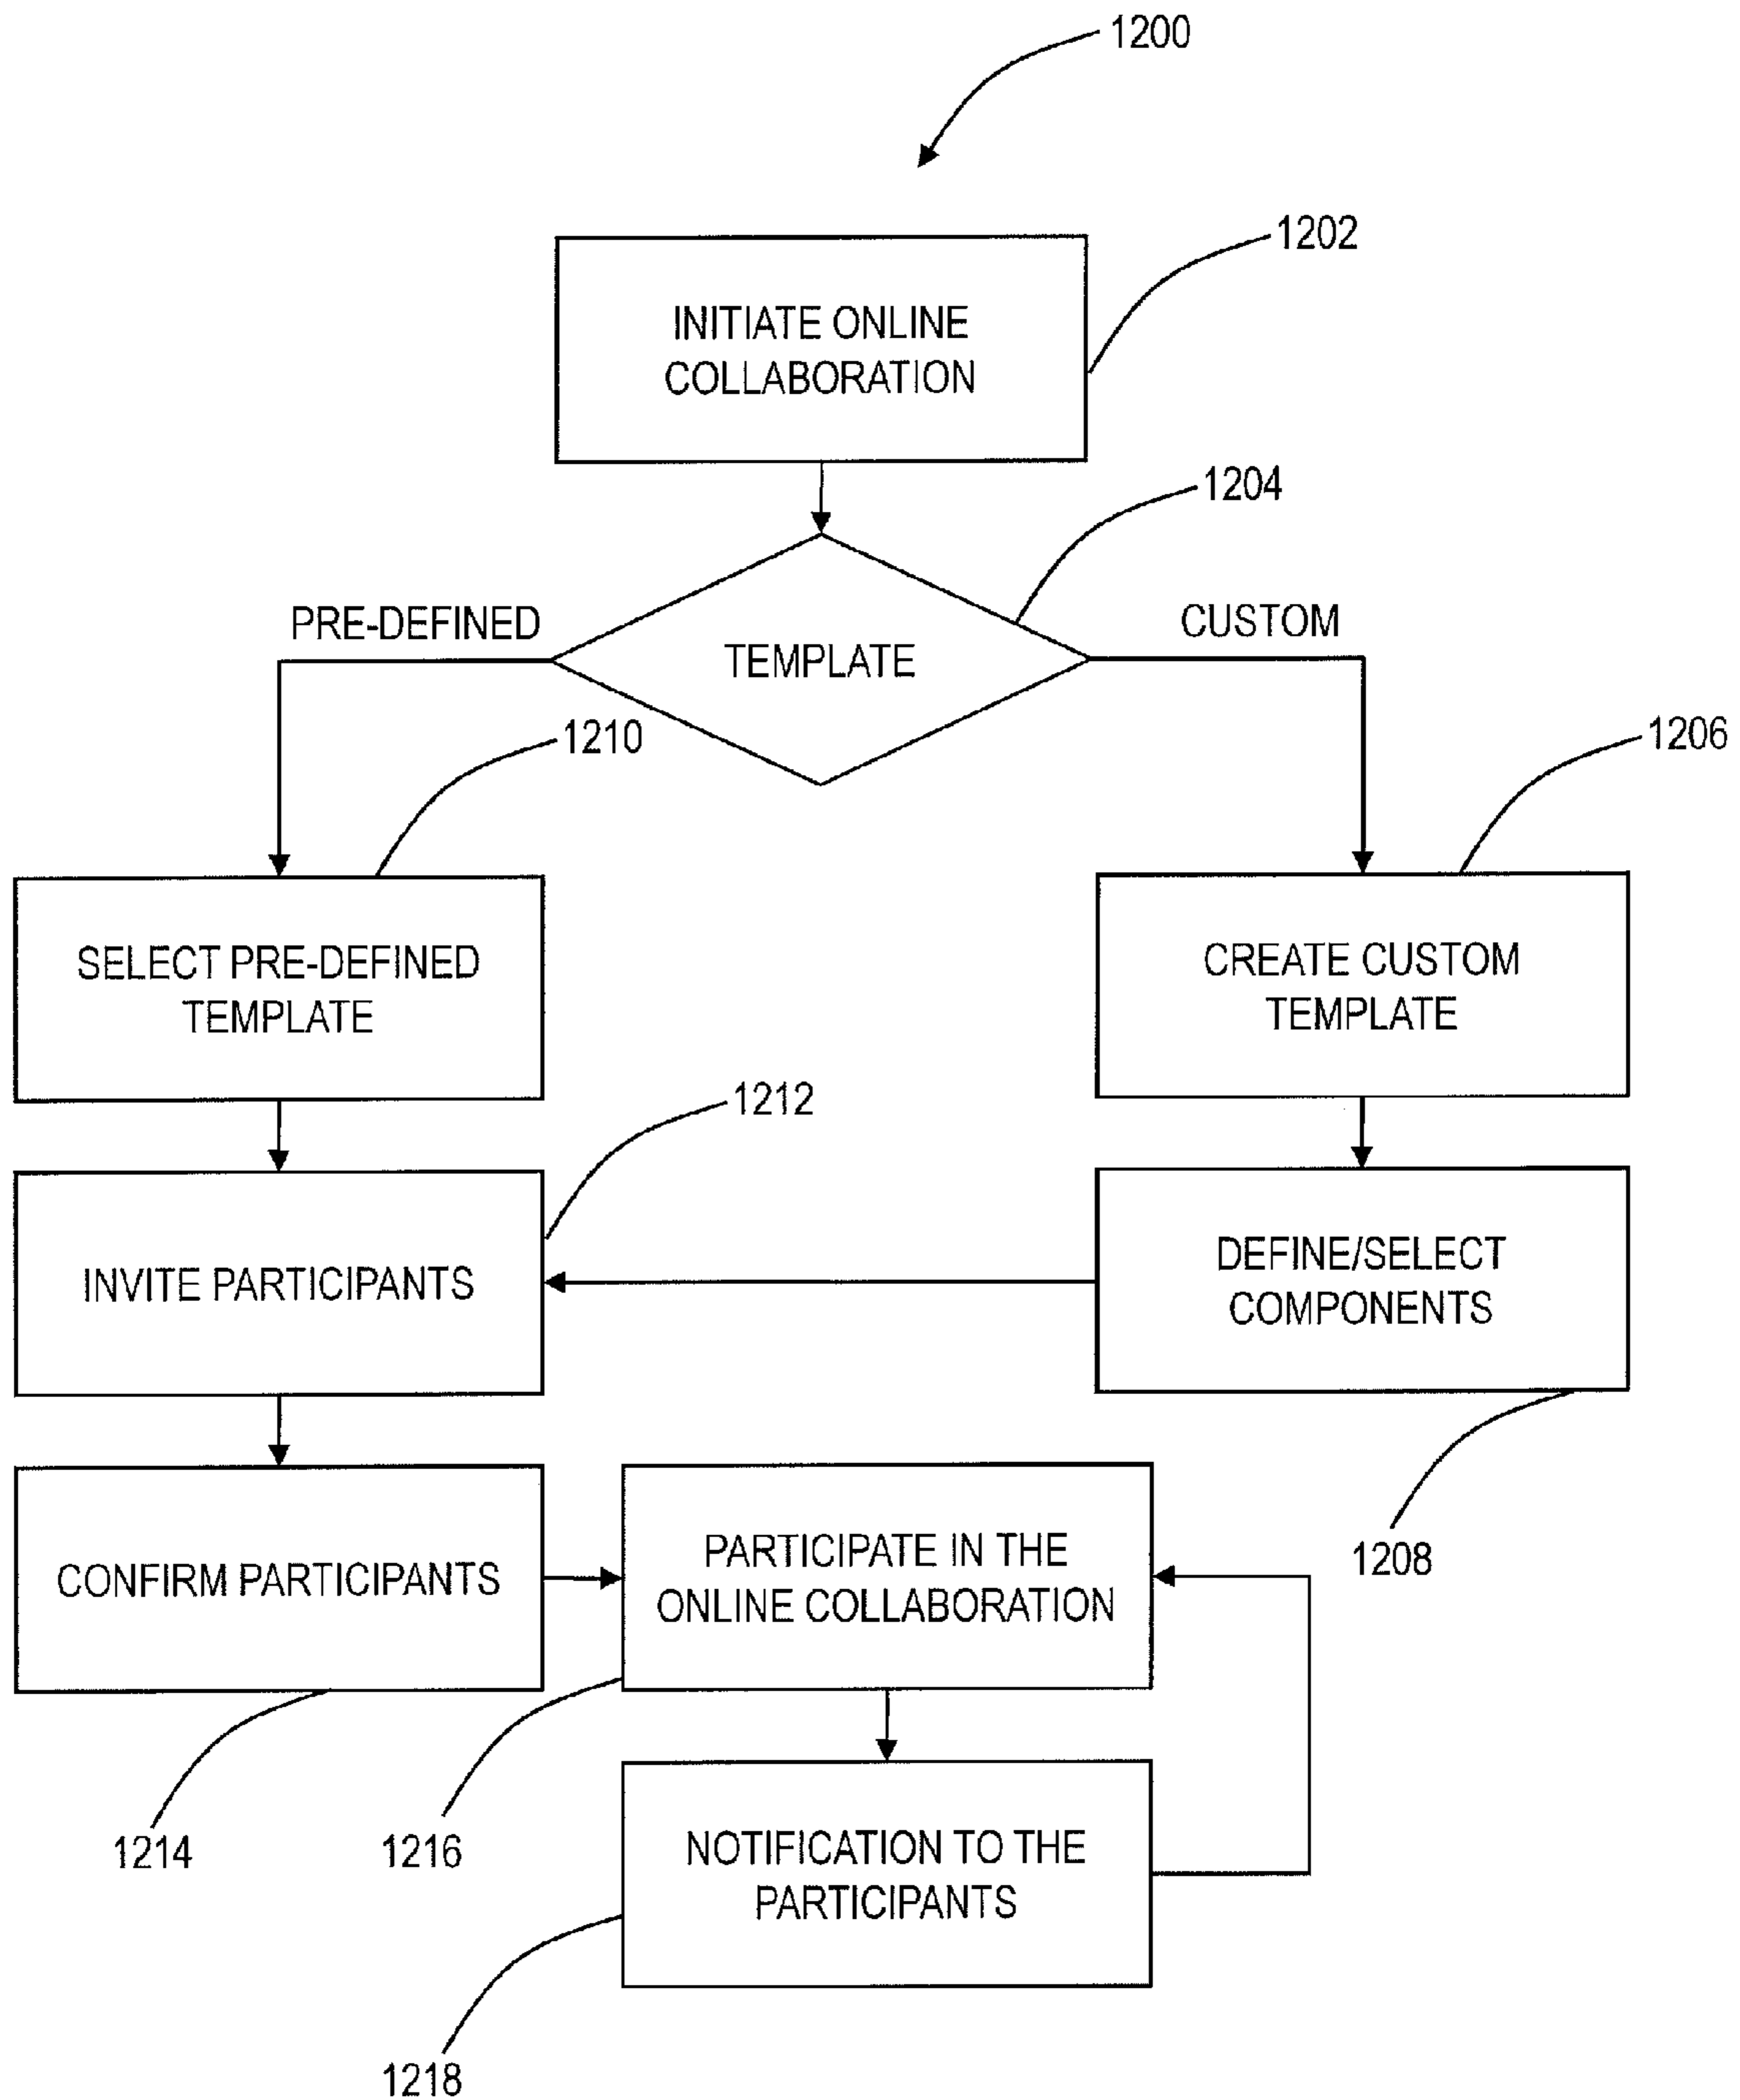 1200
1202
INITIATE ONLINE
COLLABORATION
1204
PRE-DEFINED
CUSTOM
TEMPLATE
1210
1206
SELECT PRE-DEFINED
TEMPLATE
CREATE CUSTOM
TEMPLATE
1212
INVITE PARTICIPANTS
DEFINE/SELECT
COMPONENTS
1208
CONFIRM PARTICIPANTS
PARTICIPATE IN THE
ONLINE COLLABORATION
1214
1216
NOTIFICATION TO THE
PARTICIPANTS
1218